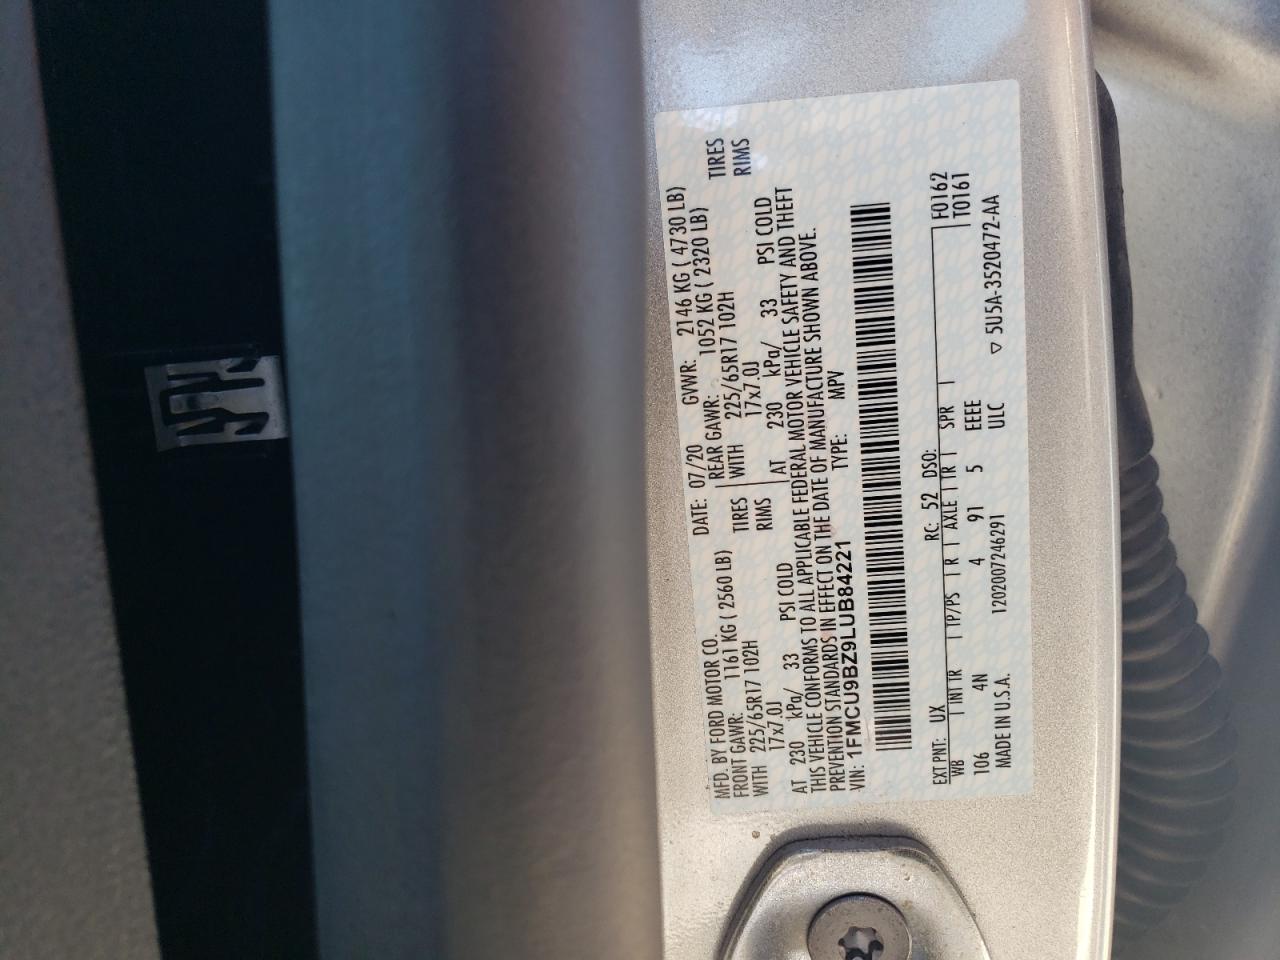 MFD. BY FORD MOTOR CO.
DATE: 07/20 GVWR: 2146 KG ( 4730 LB)
FRONT GAWR: 1161 KG ( 2560 LB)
REAR GAWR: 1052 KG ( 2320 LB)
WITH 225/65R17 102H TIRES
WITH 225/65R17 102H TIRES
17x7.0J RIMS
17x7.0J RIMS
AT 230 kPa/ 33 PSI COLD
AT 230 kPa/ 33 PSI COLD
THIS VEHICLE CONFORMS TO ALL APPLICABLE FEDERAL MOTOR VEHICLE SAFETY AND THEFT
PREVENTION STANDARDS IN EFFECT ON THE DATE OF MANUFACTURE SHOWN ABOVE.
VIN: 1FMCU9BZ9LUB84221 TYPE: MPV
EXT PNT: UX RC: 52 DSO: F0162
WB INT TR TP/PS R AXLE TR SPR T0161
106 4N 4 91 5 EEEE
MADE IN U.S.A. 1202007246291 ULC ▽ 5U5A-3520472-AA